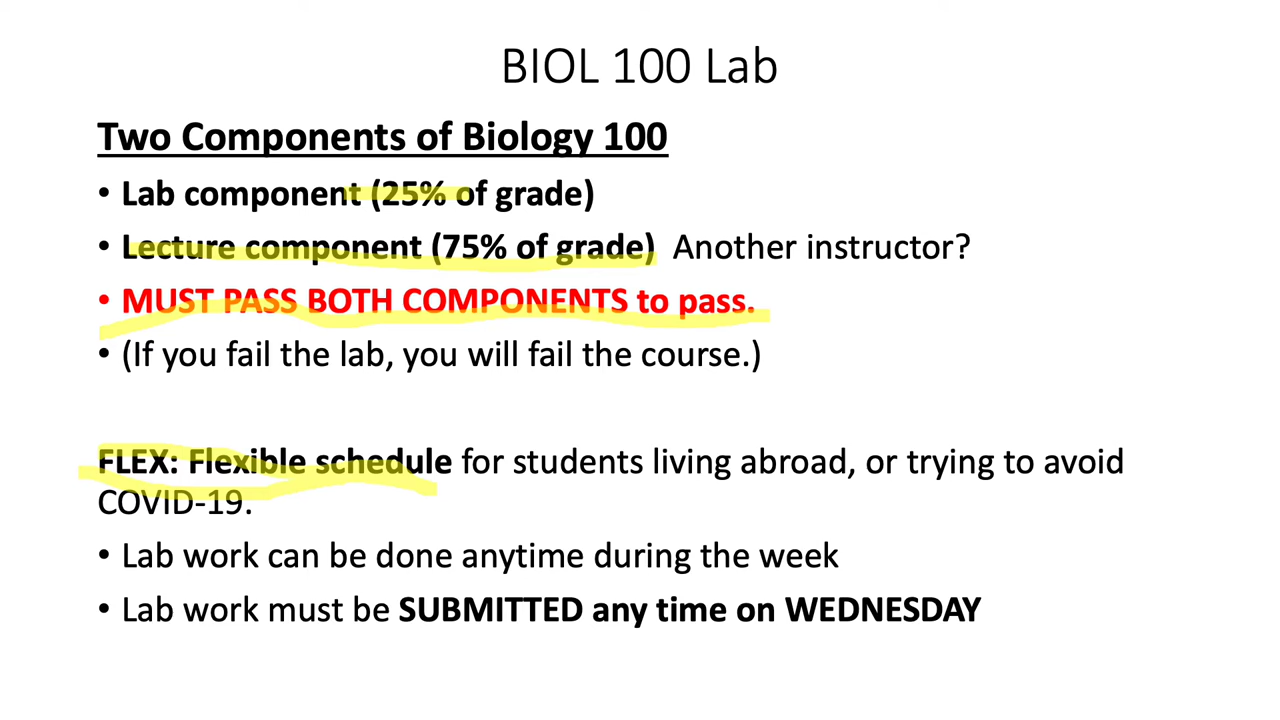 BIOL 100 Lab
Two Components of Biology 100
• Lab component (25% of grade)
• Lecture component (75% of grade) Another instructor?
• MUST PASS BOTH COMPONENTS to pass.
• (If you fail the lab, you will fail the course.)
FLEX: Flexible schedule for students living abroad, or trying to avoid
COVID-19.
• Lab work can be done anytime during the week
• Lab work must be SUBMITTED any time on WEDNESDAY